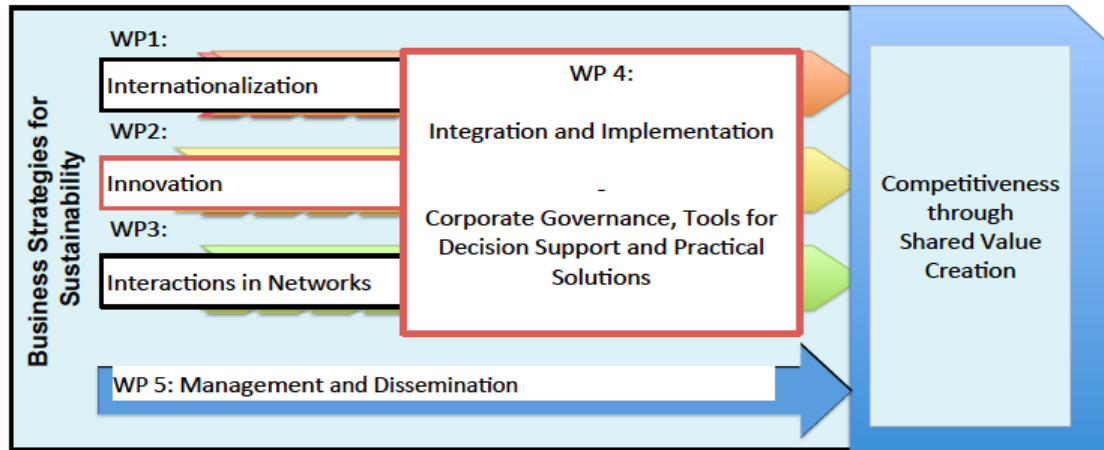 Business Strategies for
Sustainability
WP1:
Internationalization
WP2:
Innovation
WP3:
Interactions in Networks
WP 4:
Integration and Implementation
-
Corporate Governance, Tools for
Decision Support and Practical
Solutions
WP 5: Management and Dissemination
Competitiveness
through
Shared Value
Creation